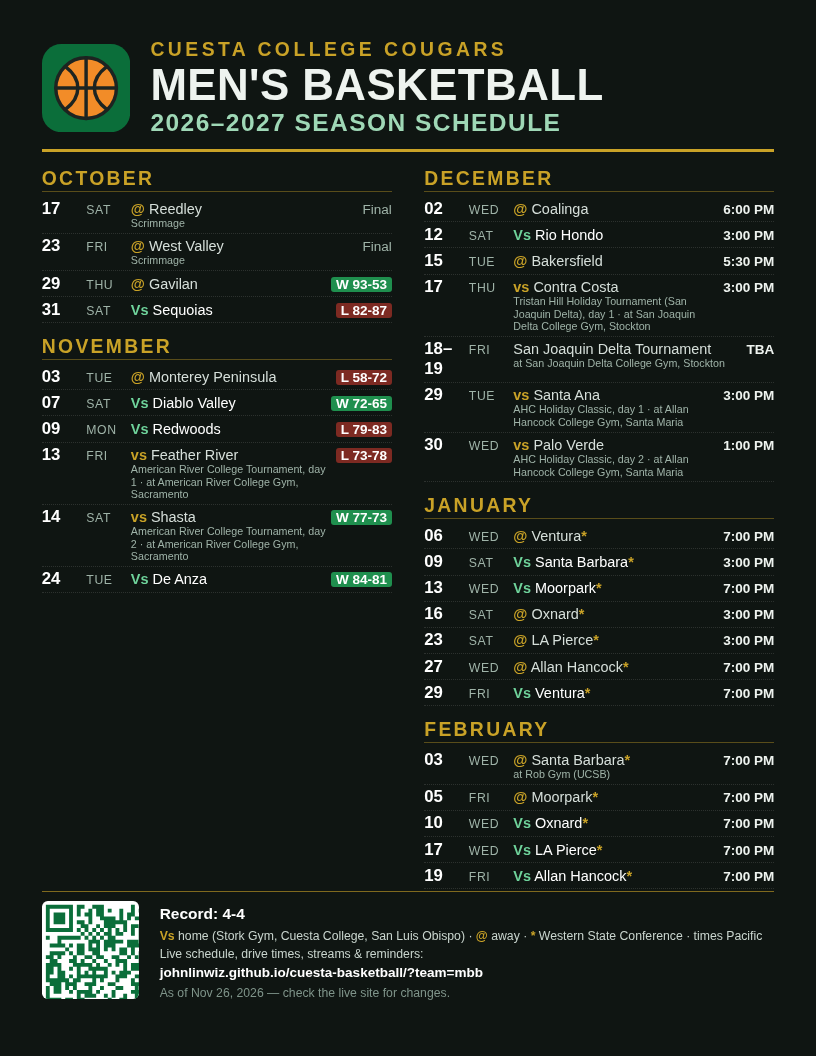 CUESTA COLLEGE COUGARS
MEN'S BASKETBALL
2026–2027 SEASON SCHEDULE
OCTOBER
17 SAT @ Reedley Final
Scrimmage
23 FRI @ West Valley Final
Scrimmage
29 THU @ Gavilan W 93-53
31 SAT Vs Sequoias L 82-87
NOVEMBER
03 TUE @ Monterey Peninsula L 58-72
07 SAT Vs Diablo Valley W 72-65
09 MON Vs Redwoods L 79-83
13 FRI vs Feather River L 73-78
American River College Tournament, day
1 · at American River College Gym,
Sacramento
14 SAT vs Shasta W 77-73
American River College Tournament, day
2 · at American River College Gym,
Sacramento
24 TUE Vs De Anza W 84-81
DECEMBER
02 WED @ Coalinga 6:00 PM
12 SAT Vs Rio Hondo 3:00 PM
15 TUE @ Bakersfield 5:30 PM
17 THU vs Contra Costa 3:00 PM
Tristan Hill Holiday Tournament (San
Joaquin Delta), day 1 · at San Joaquin
Delta College Gym, Stockton
18– FRI San Joaquin Delta Tournament TBA
19 at San Joaquin Delta College Gym, Stockton
29 TUE vs Santa Ana 3:00 PM
AHC Holiday Classic, day 1 · at Allan
Hancock College Gym, Santa Maria
30 WED vs Palo Verde 1:00 PM
AHC Holiday Classic, day 2 · at Allan
Hancock College Gym, Santa Maria
JANUARY
06 WED @ Ventura* 7:00 PM
09 SAT Vs Santa Barbara* 3:00 PM
13 WED Vs Moorpark* 7:00 PM
16 SAT @ Oxnard* 3:00 PM
23 SAT @ LA Pierce* 3:00 PM
27 WED @ Allan Hancock* 7:00 PM
29 FRI Vs Ventura* 7:00 PM
FEBRUARY
03 WED @ Santa Barbara* 7:00 PM
at Rob Gym (UCSB)
05 FRI @ Moorpark* 7:00 PM
10 WED Vs Oxnard* 7:00 PM
17 WED Vs LA Pierce* 7:00 PM
19 FRI Vs Allan Hancock* 7:00 PM
Record: 4-4
Vs home (Stork Gym, Cuesta College, San Luis Obispo) · @ away · * Western State Conference · times Pacific
Live schedule, drive times, streams & reminders:
johnlinwiz.github.io/cuesta-basketball/?team=mbb
As of Nov 26, 2026 — check the live site for changes.